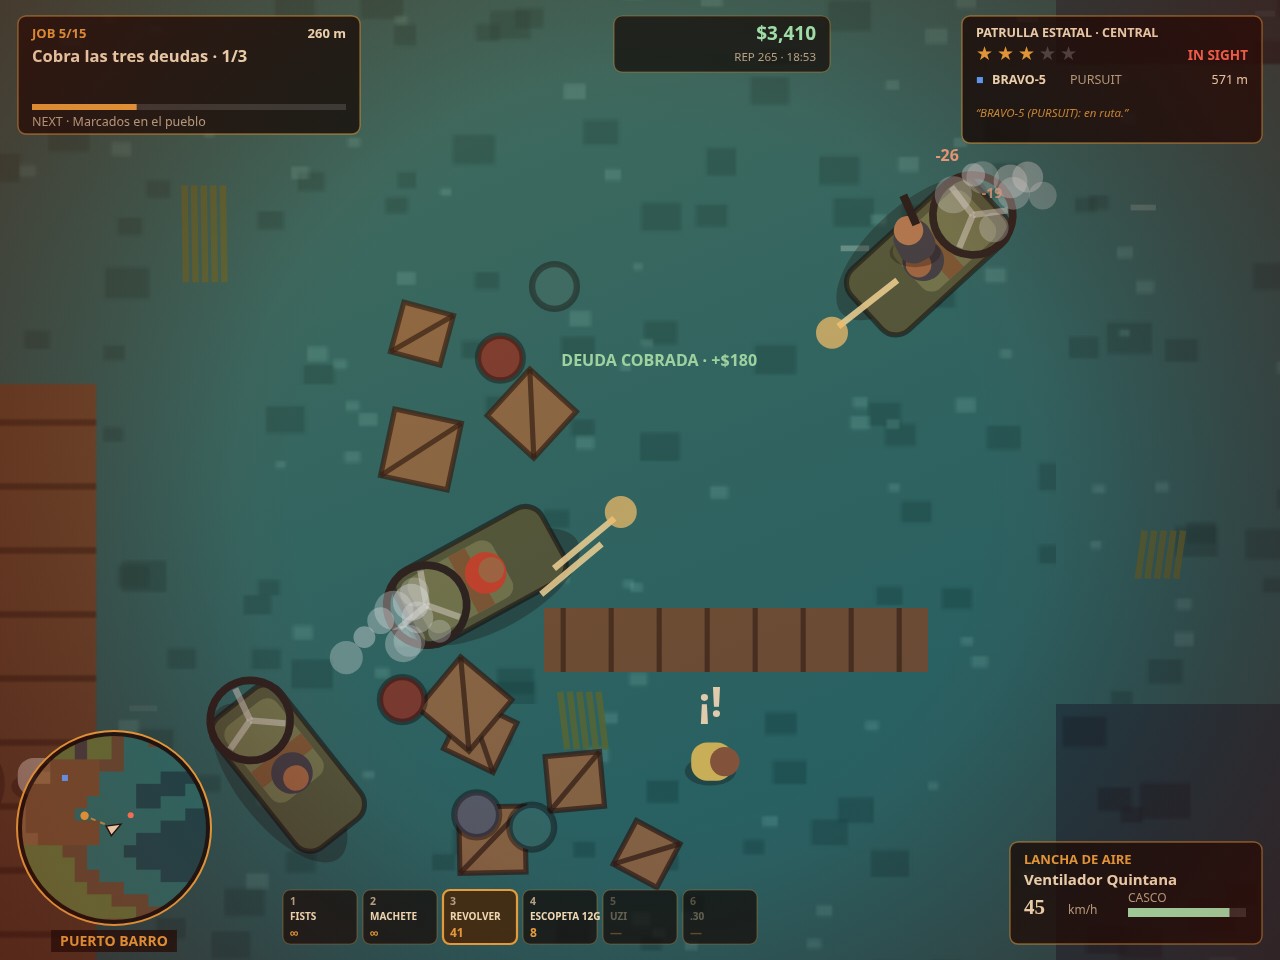 JOB 5/15
260 m
Cobra las tres deudas · 1/3
NEXT · Marcados en el pueblo
$3,410
REP 265 · 18:53
PATRULLA ESTATAL · CENTRAL
★★★★★
IN SIGHT
BRAVO-5 PURSUIT 571 m
“BRAVO-5 (PURSUIT): en ruta.”
-26
-19
DEUDA COBRADA · +$180
¡!
PUERTO BARRO
1
FISTS
∞
2
MACHETE
∞
3
REVOLVER
41
4
ESCOPETA 12G
8
5
UZI
—
6
.30
—
LANCHA DE AIRE
Ventilador Quintana
45 km/h
CASCO